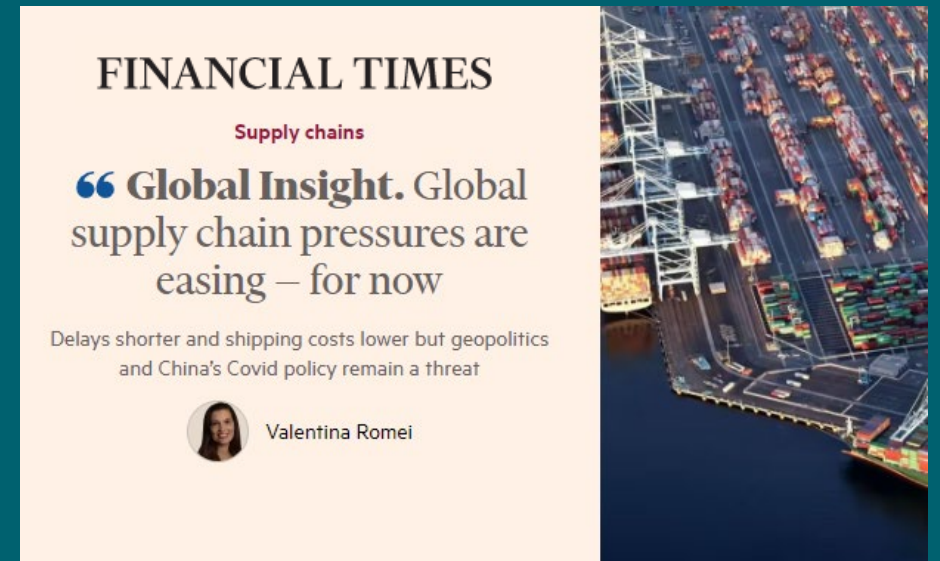 FINANCIAL TIMES
Supply chains
“ Global Insight. Global
supply chain pressures are
easing – for now
Delays shorter and shipping costs lower but geopolitics
and China’s Covid policy remain a threat
Valentina Romei